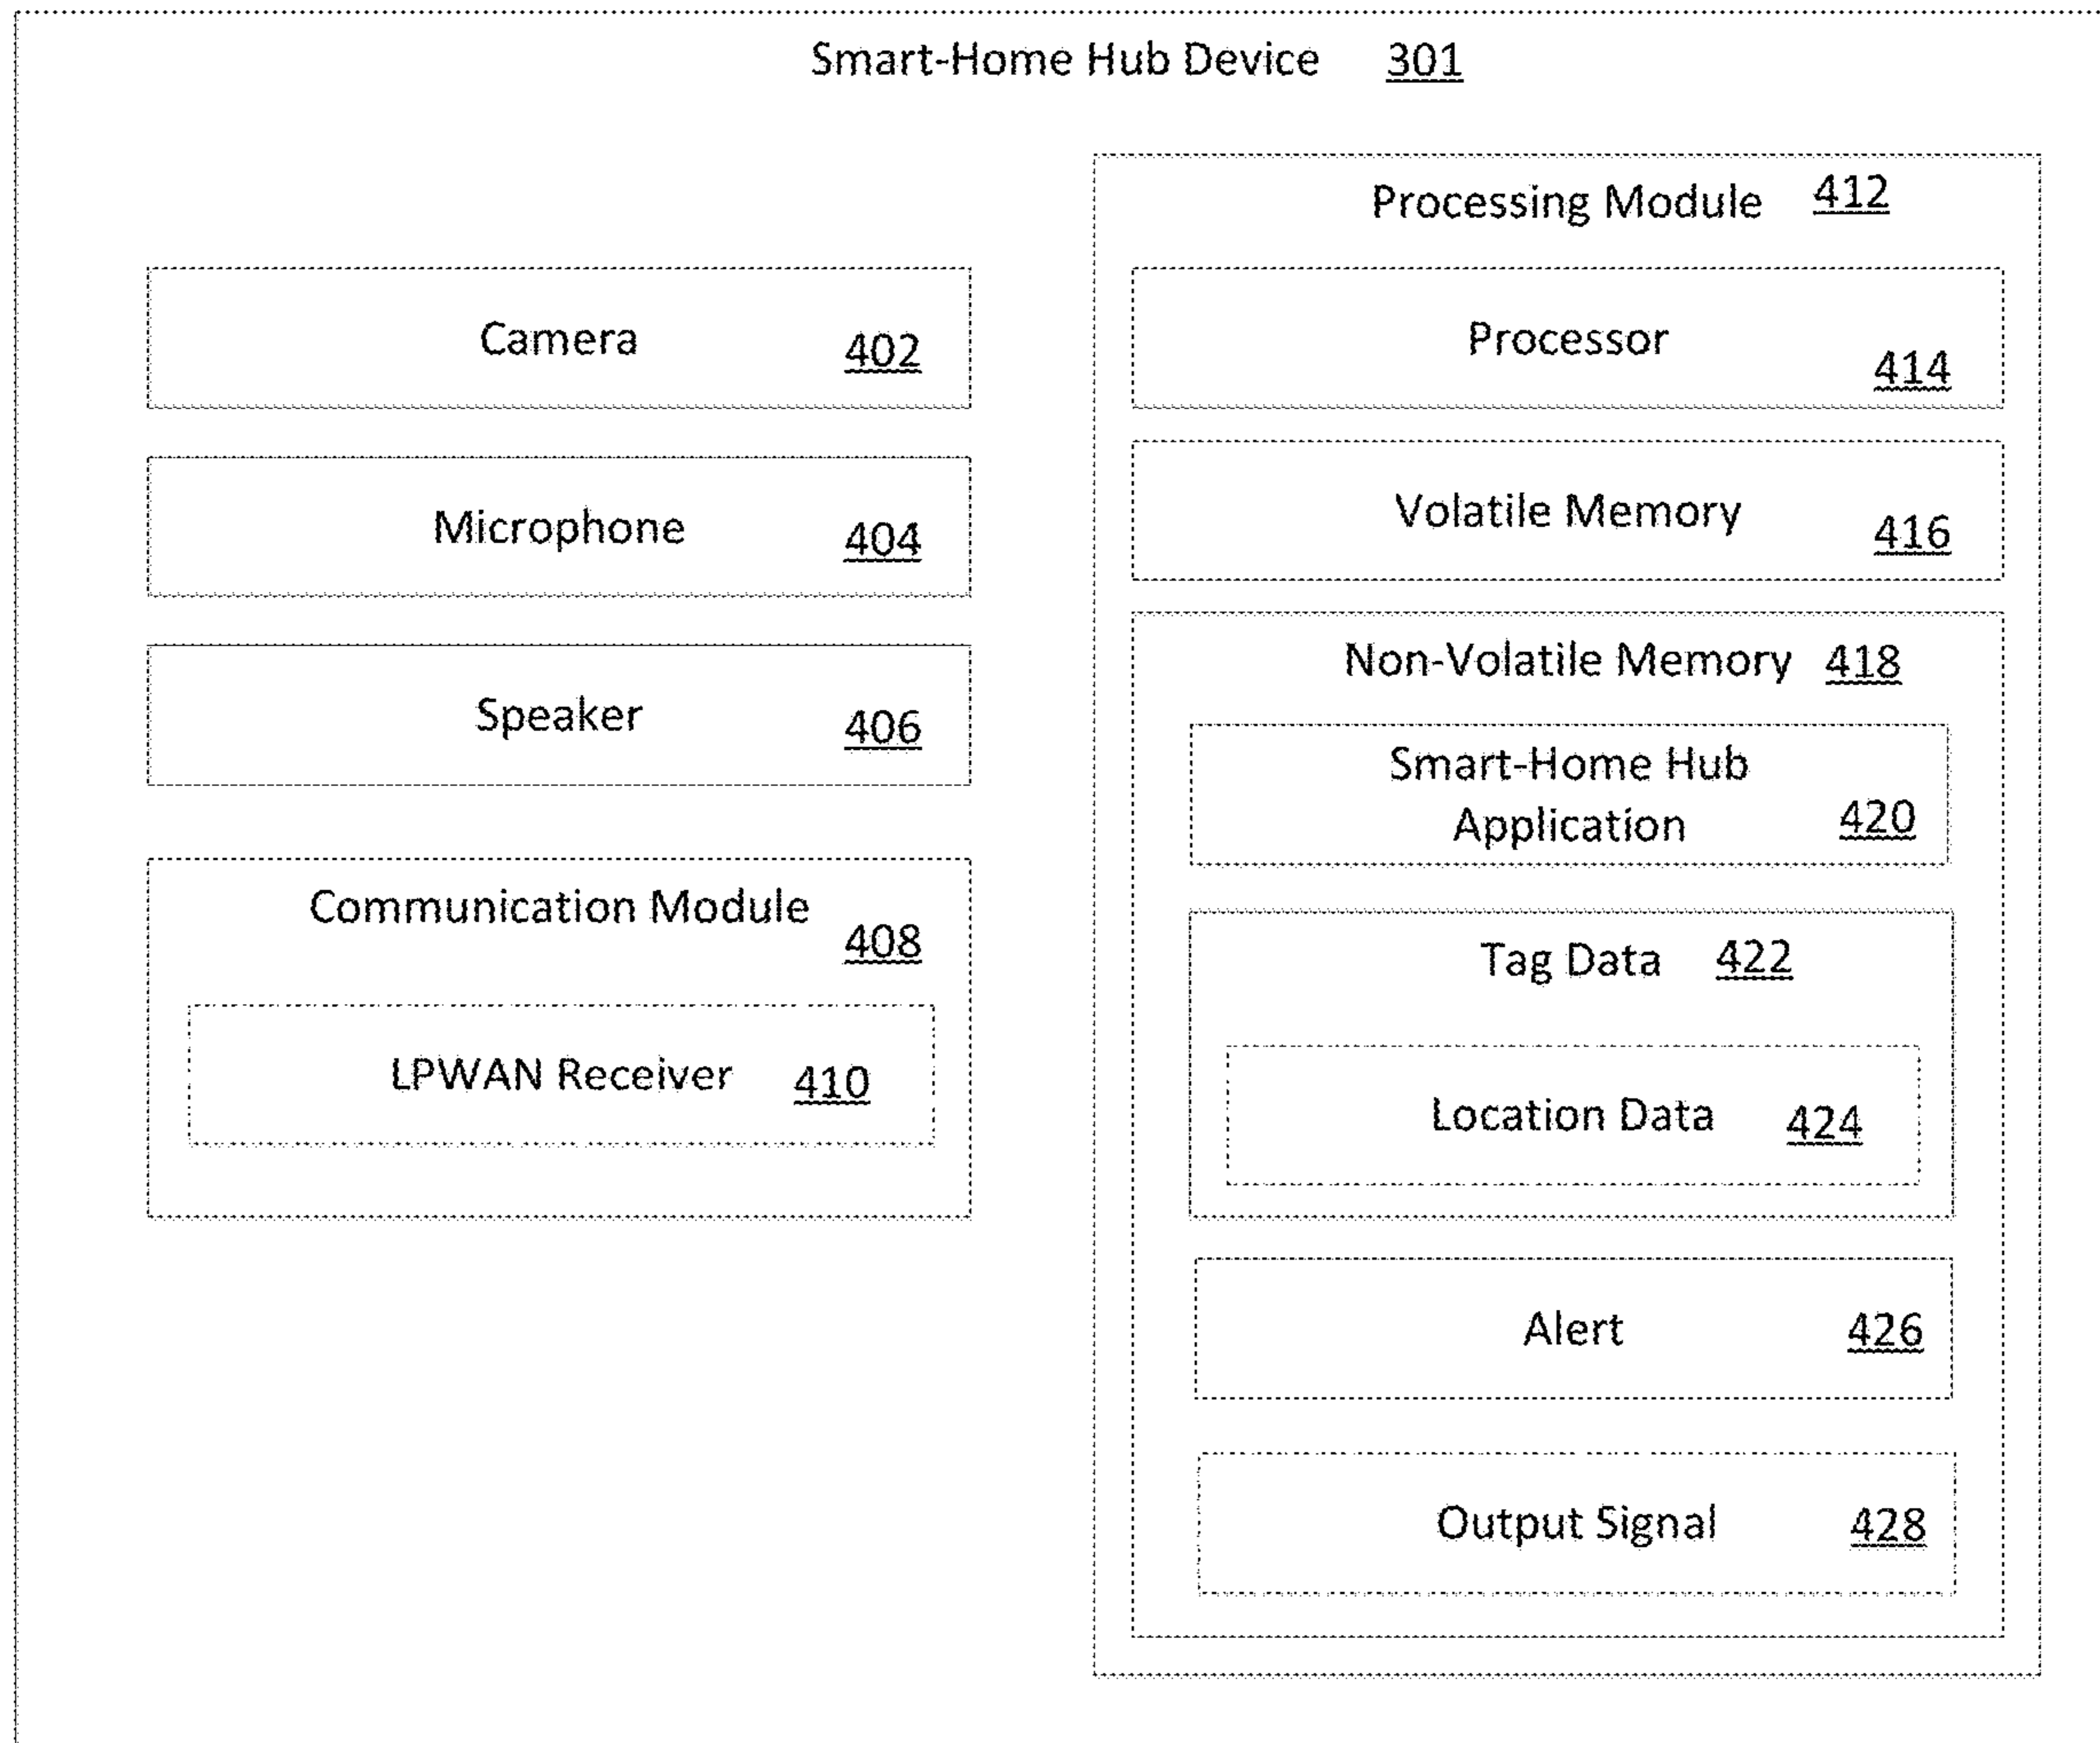 Smart-Home Hub Device 301
Camera 402
Microphone 404
Speaker 406
Communication Module 408
LPWAN Receiver 410
Processing Module 412
Processor 414
Volatile Memory 416
Non-Volatile Memory 418
Smart-Home Hub
Application 420
Tag Data 422
Location Data 424
Alert 426
Output Signal 428